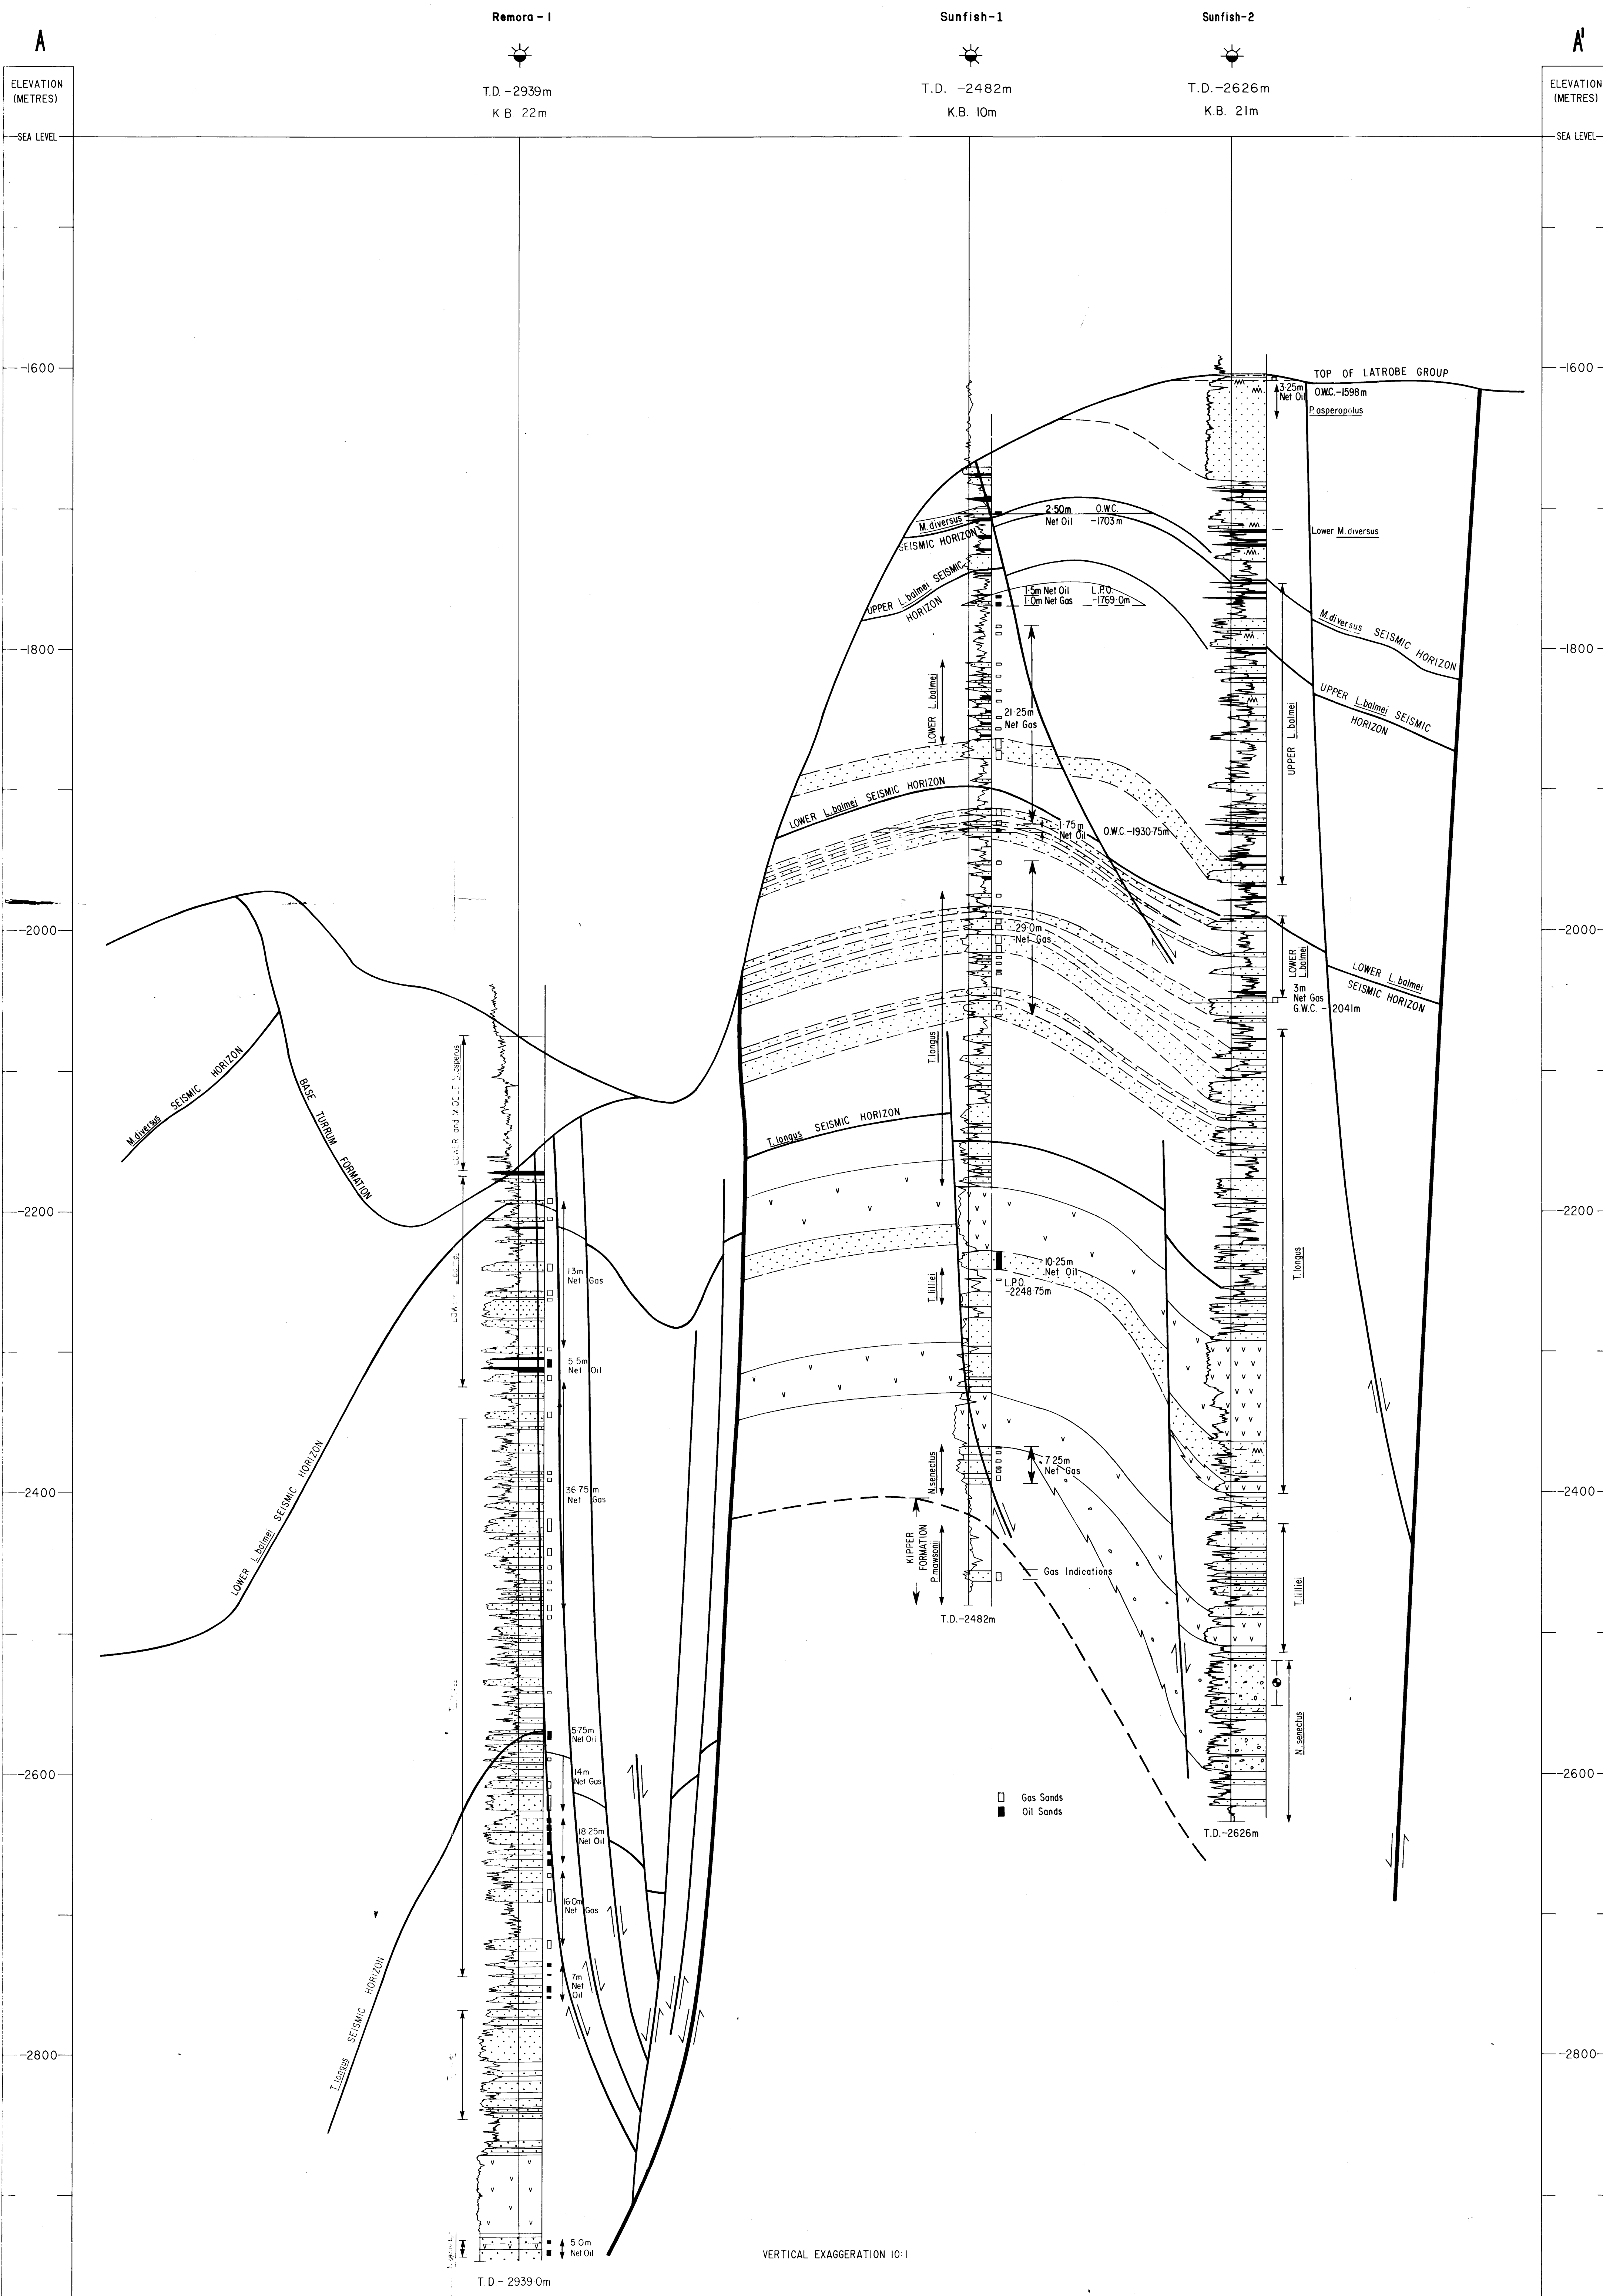 Remora - 1
Sunfish-1
Sunfish-2
A
A'
ELEVATION
(METRES)
T.D. -2939m
K.B. 22m
T.D. -2482m
K.B. 10m
T.D.-2626m
K.B. 21m
ELEVATION
(METRES)
SEA LEVEL
SEA LEVEL
-1600
-1600
TOP OF LATROBE GROUP
3·25m
Net Oil
O.W.C.-1598m
P.asperopolus
2·50m
Net Oil
O.W.C.
-1703m
M.diversus
SEISMIC HORIZON
Lower M.diversus
UPPER L.balmei SEISMIC
HORIZON
1·5m Net Oil
1·0m Net Gas
L.P.O.
-1769·0m
M.diversus SEISMIC HORIZON
-1800
-1800
LOWER L.balmei
21·25m
Net Gas
UPPER L.balmei
UPPER L.balmei SEISMIC
HORIZON
LOWER L.balmei SEISMIC HORIZON
1·75m
Net Oil
O.W.C.-1930·75m
-2000
-2000
29·0m
Net Gas
LOWER
L.balmei
LOWER L.balmei
SEISMIC HORIZON
3m
Net Gas
G.W.C. - 2041m
M.diversus SEISMIC HORIZON
BASE TURRUM
FORMATION
LOWER and MIDDLE
T.longus
T.longus SEISMIC HORIZON
-2200
-2200
13m
Net Gas
T.lilliei
10·25m
Net Oil
L.P.O.
-2248·75m
T.longus
5·5m
Net Oil
LOWER L.balmei SEISMIC HORIZON
-2400
-2400
36·75m
Net Gas
N.senectus
7·25m
Net Gas
KIPPER
FORMATION
P.mawsonii
Gas Indications
T.D.-2482m
T.lilliei
N.senectus
5·75m
Net Oil
14m
Net Gas
-2600
-2600
Gas Sands
Oil Sands
T.D.-2626m
18·25m
Net Oil
16·0m
Net Gas
7m
Net
Oil
T.longus SEISMIC HORIZON
-2800
-2800
5·0m
Net Oil
VERTICAL EXAGGERATION 10:1
T.D.- 2939·0m